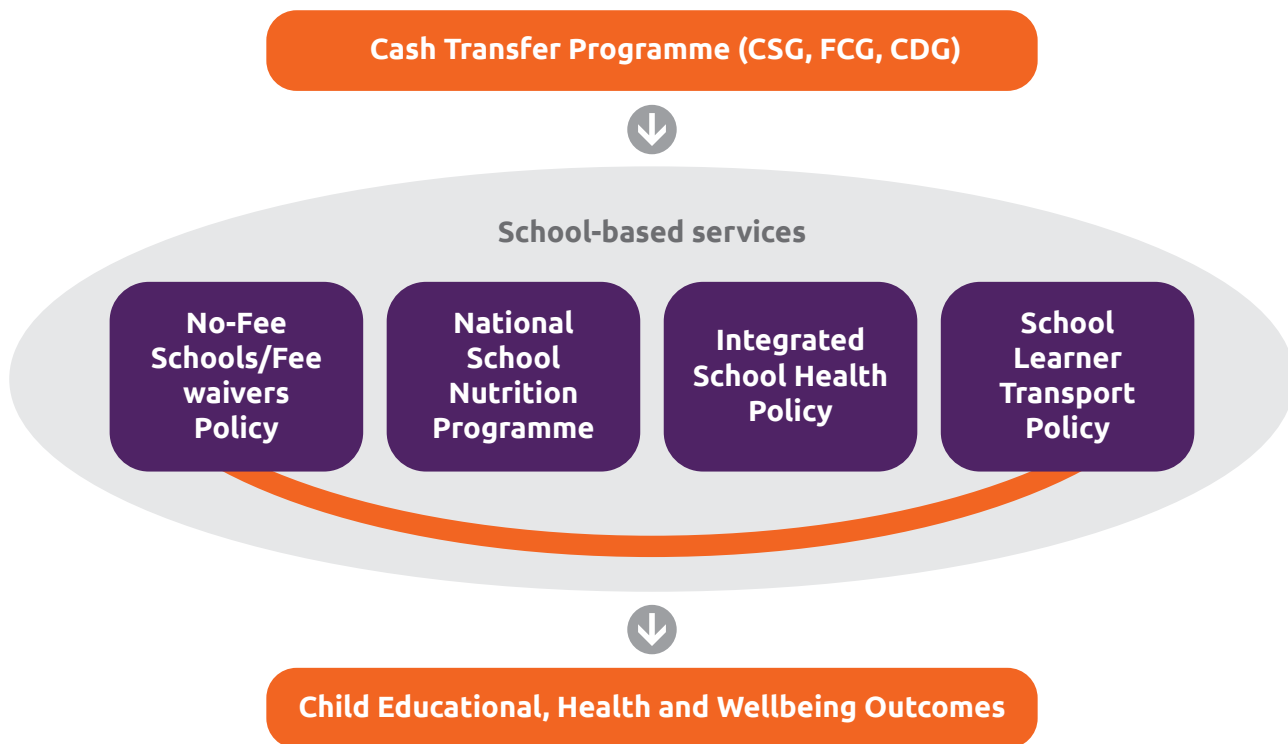 Cash Transfer Programme (CSG, FCG, CDG)
School-based services
No-Fee
Schools/Fee
waivers
Policy
National
School
Nutrition
Programme
Integrated
School Health
Policy
School
Learner
Transport
Policy
Child Educational, Health and Wellbeing Outcomes